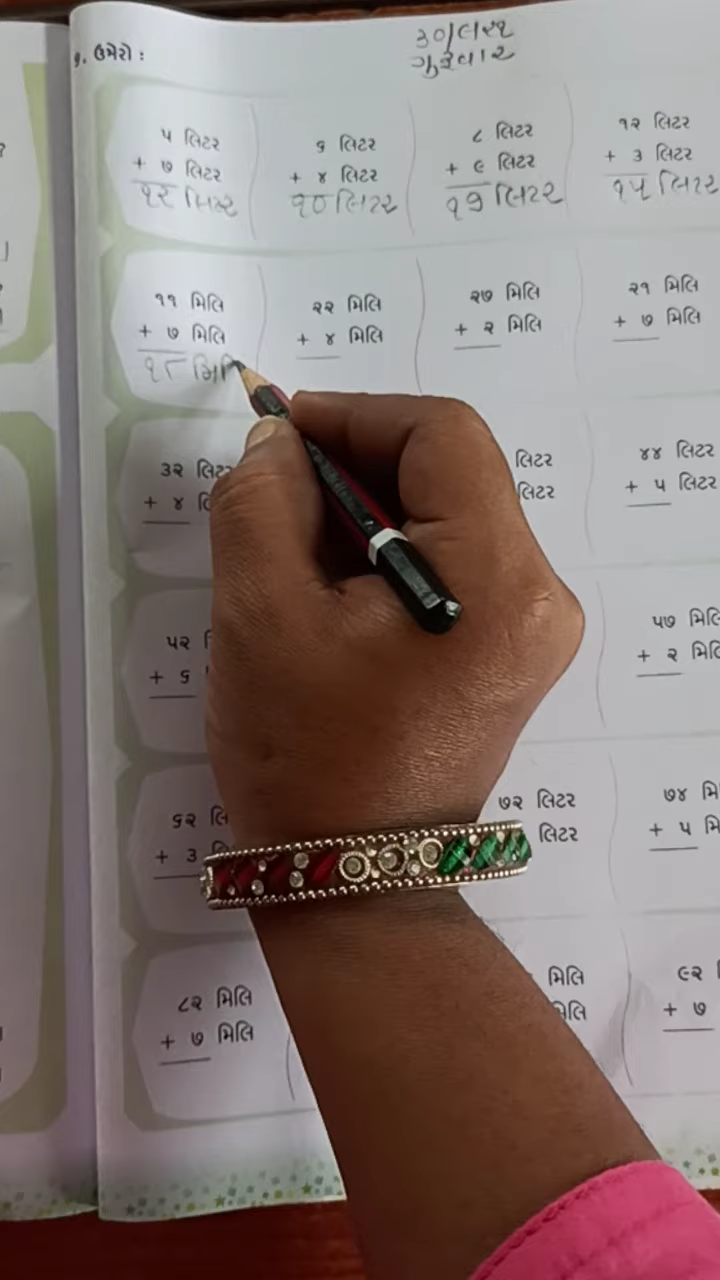 ૧. ઉમેરો :
ગુરૂવાર
૫ લિટર
+ ૭ લિટર
૧૨ લિટર
૬ લિટર
+ ૪ લિટર
૧૦ લિટર
૮ લિટર
+ ૯ લિટર
૧૭ લિટર
૧૨ લિટર
+ ૩ લિટર
૧૫ લિટર
૧૧ મિલિ
+ ૭ મિલિ
૧૮ મિ
૨૨ મિલિ
+ ૪ મિલિ
૨૭ મિલિ
+ ૨ મિલિ
૨૧ મિલિ
+ ૭ મિલિ
૩૨ લિટર
+ ૪ લિ
લિટર
લિટર
૪૪ લિટર
+ ૫ લિટર
૫૨
+ ૬
૫૭ મિલિ
+ ૨ મિલિ
૬૨ લિ
+ ૩
૭૨ લિટર
લિટર
૭૪ મિ
+ ૫ મિ
૮૨ મિલિ
+ ૭ મિલિ
મિલિ
મિલિ
૯૨
+ ૭